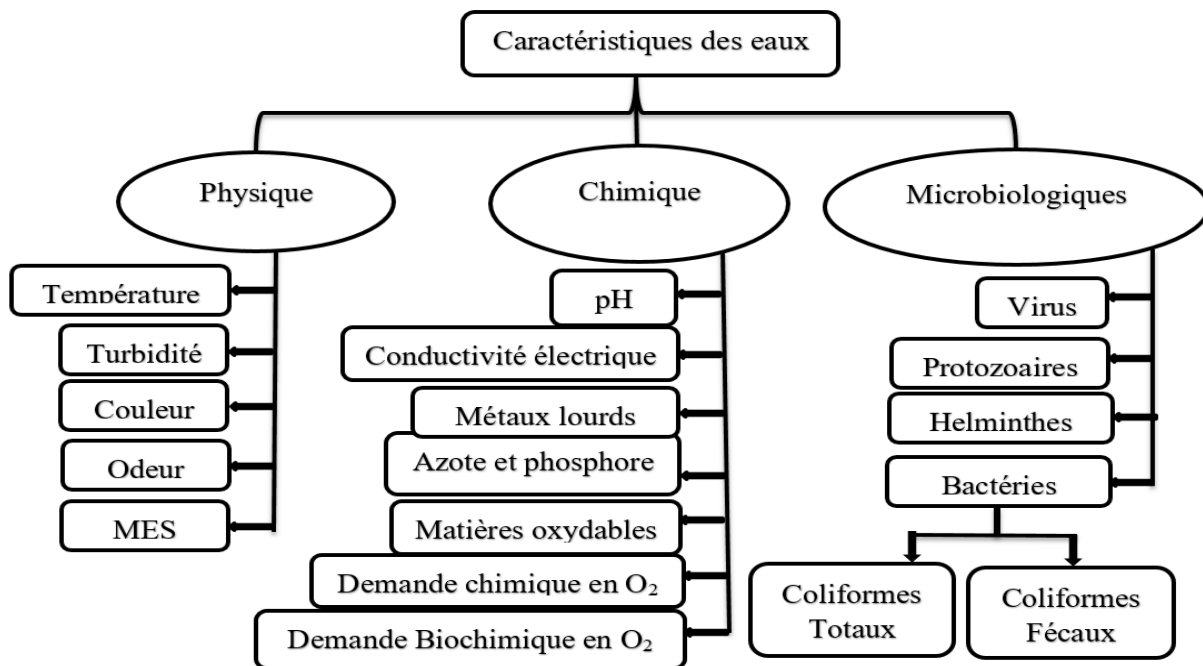 Caractéristiques des eaux
Physique
Chimique
Microbiologiques
Température
Turbidité
Couleur
Odeur
MES
pH
Conductivité électrique
Métaux lourds
Azote et phosphore
Matières oxydables
Demande chimique en O₂
Demande Biochimique en O₂
Virus
Protozoaires
Helminthes
Bactéries
Coliformes
Totaux
Coliformes
Fécaux